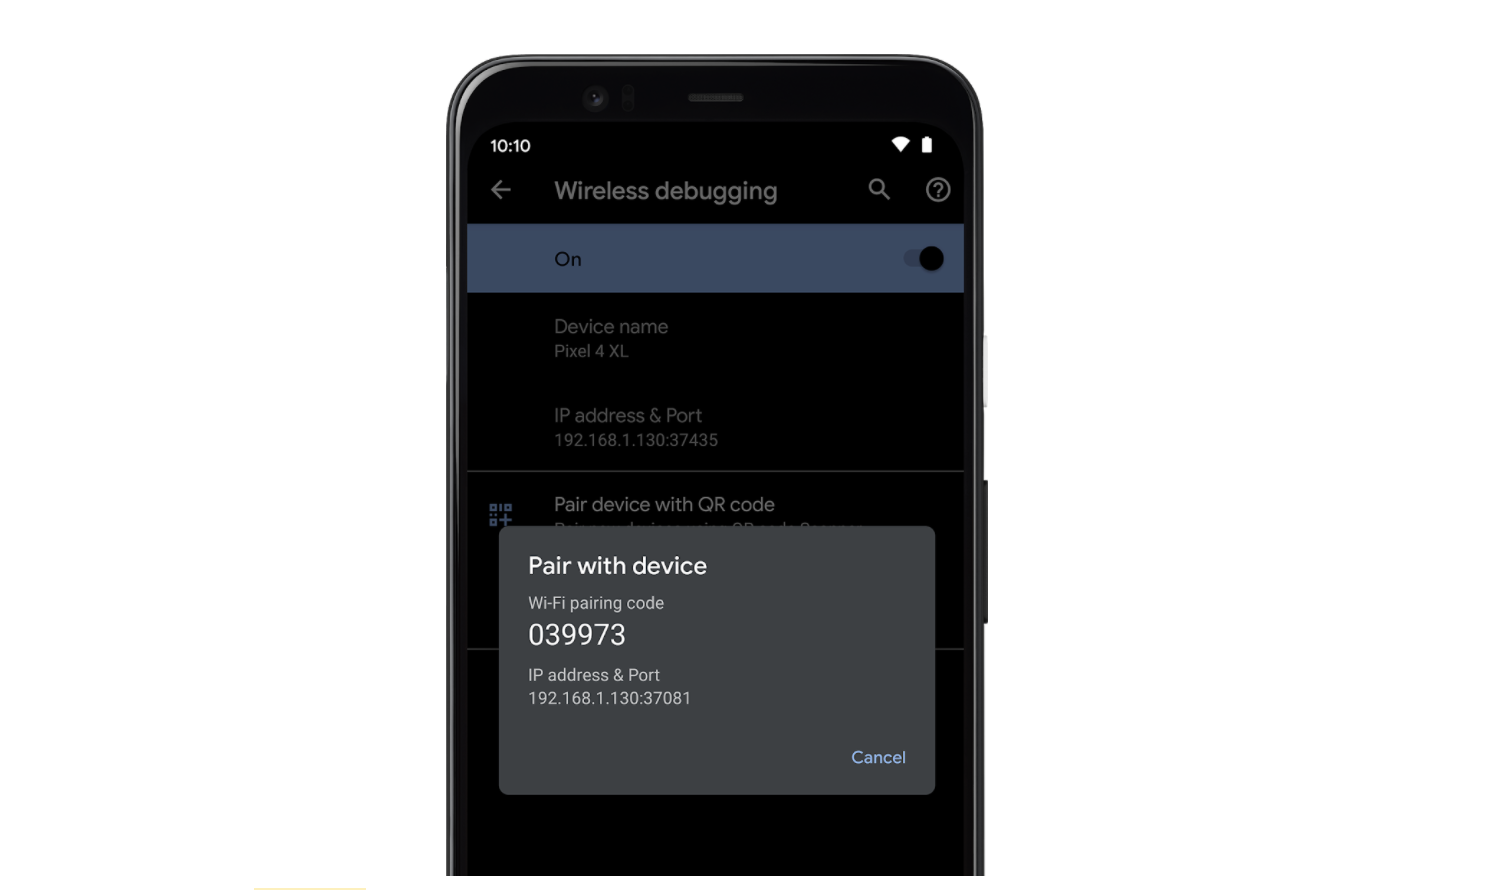 10:10
Wireless debugging
On
Device name
Pixel 4 XL
IP address & Port
192.168.1.130:37435
Pair device with QR code
Pair with device
Wi-Fi pairing code
039973
IP address & Port
192.168.1.130:37081
Cancel